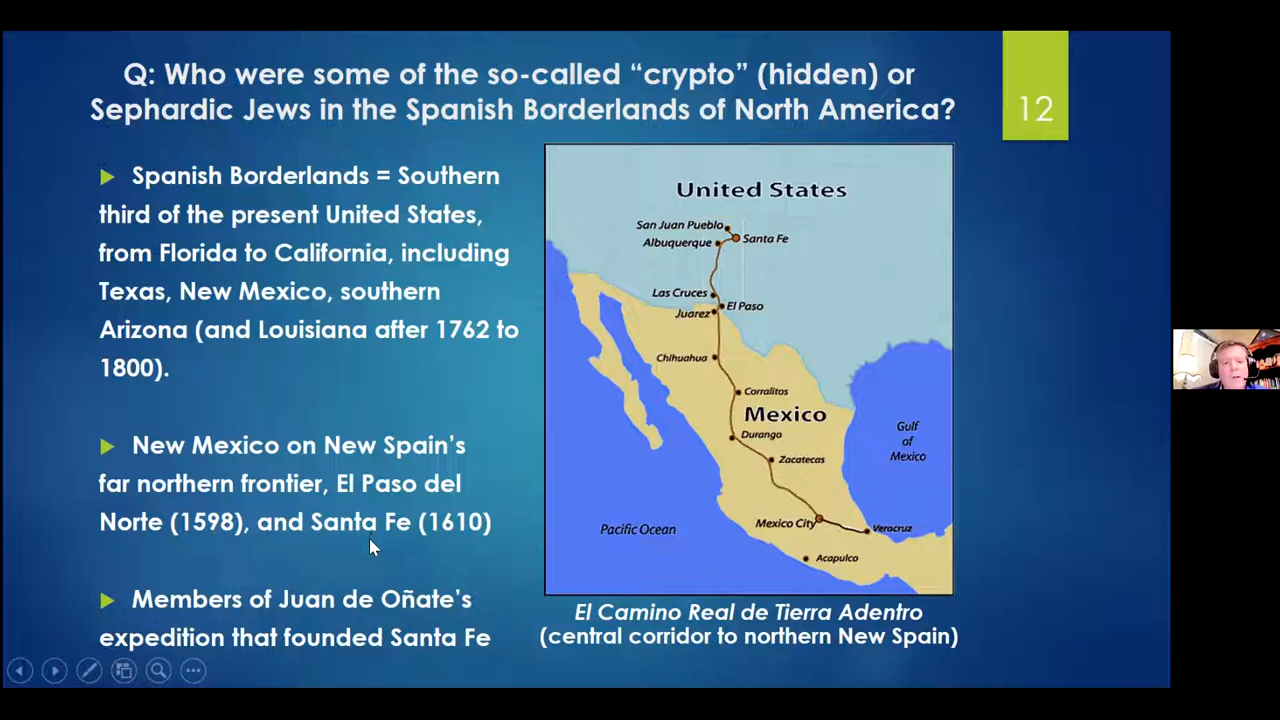 Q: Who were some of the so-called “crypto” (hidden) or
Sephardic Jews in the Spanish Borderlands of North America?
12
Spanish Borderlands = Southern
third of the present United States,
from Florida to California, including
Texas, New Mexico, southern
Arizona (and Louisiana after 1762 to
1800).
New Mexico on New Spain’s
far northern frontier, El Paso del
Norte (1598), and Santa Fe (1610)
Members of Juan de Oñate’s
expedition that founded Santa Fe
United States
San Juan Pueblo
Santa Fe
Albuquerque
Las Cruces
El Paso
Juarez
Chihuahua
Corralitos
Mexico
Durango
Gulf
of
Mexico
Zacatecas
Mexico City
Veracruz
Pacific Ocean
Acapulco
El Camino Real de Tierra Adentro
(central corridor to northern New Spain)